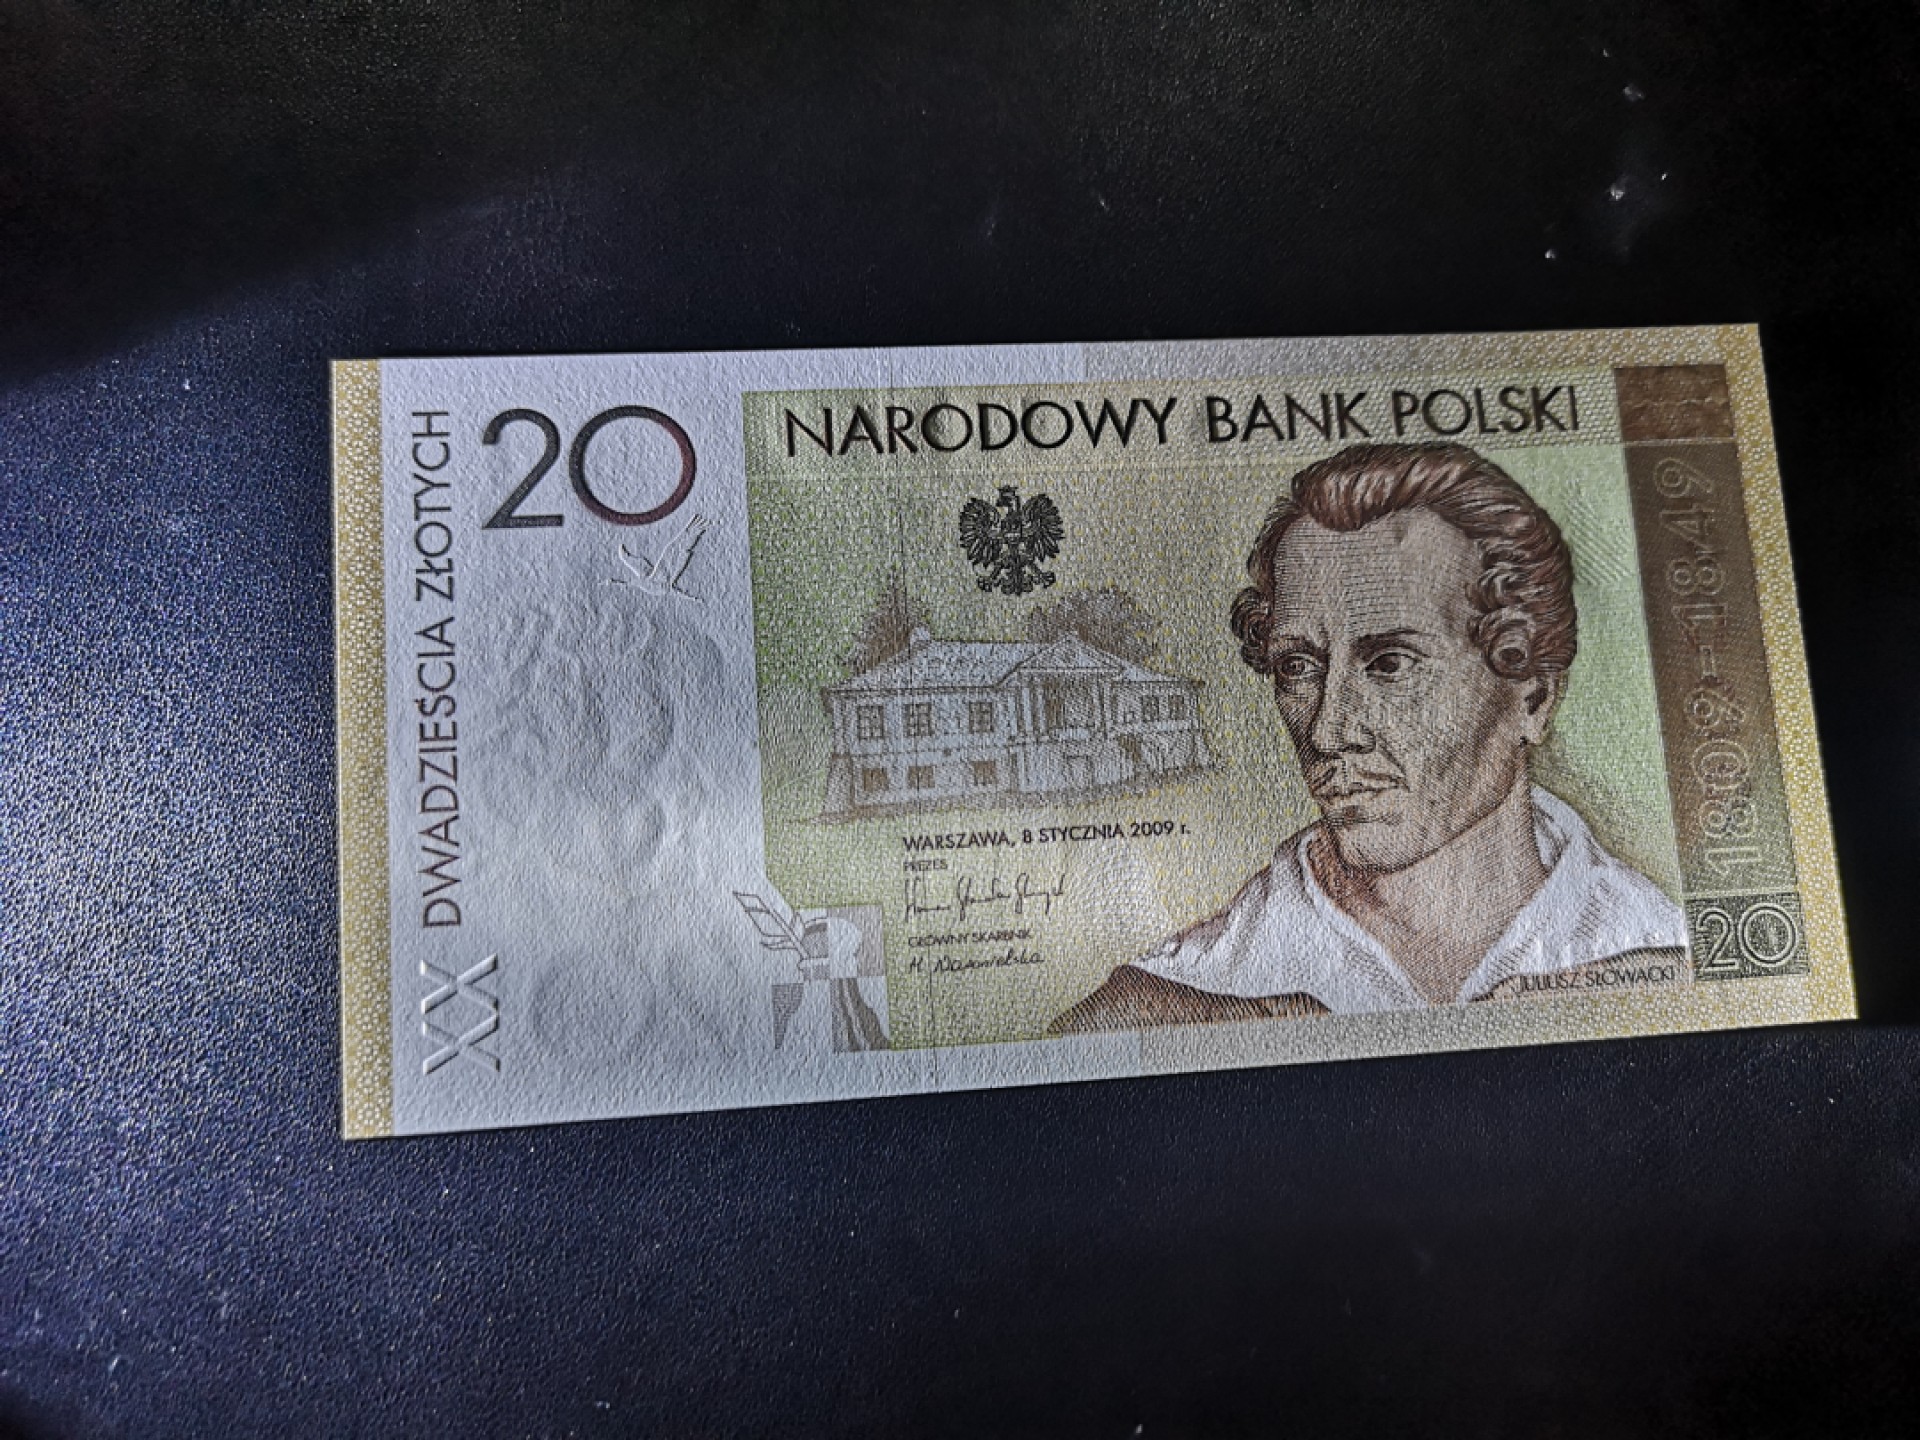 DWADZIEŚCIA ZŁOTYCH
20
XX
NARODOWY BANK POLSKI
WARSZAWA, 8 STYCZNIA 2009 r.
PREZES
GŁÓWNY SKARBNIK
1809–1849
JULIUSZ SŁOWACKI
20